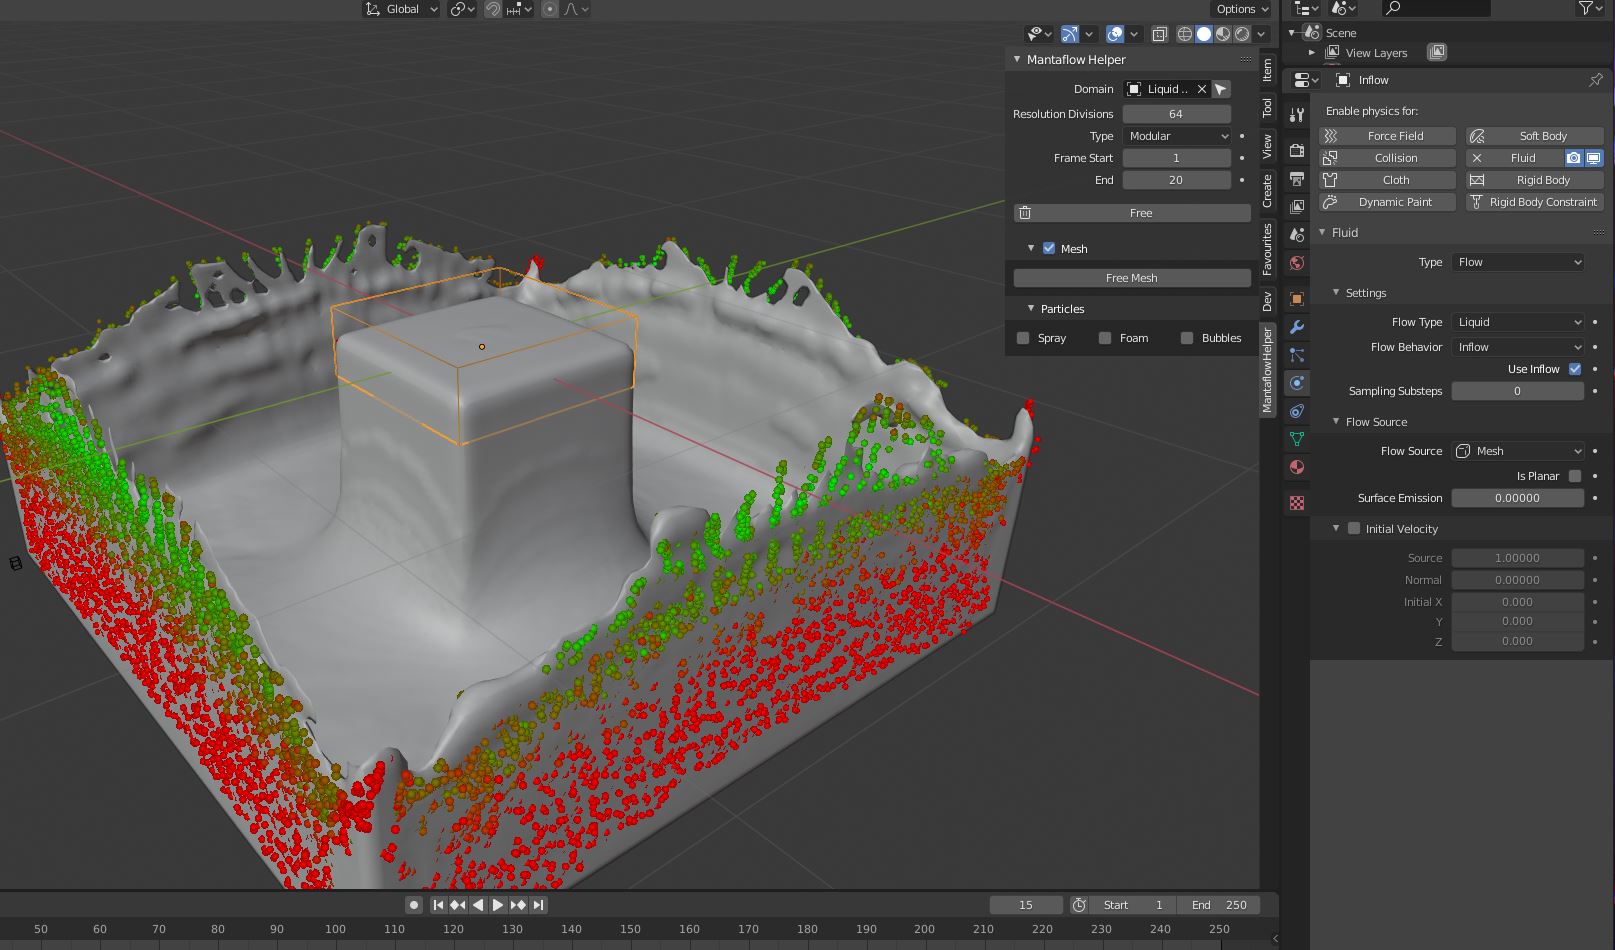 Global
Options
Mantaflow Helper
Domain
Liquid ..
Resolution Divisions
64
Type
Modular
Frame Start
1
End
20
Free
Mesh
Free Mesh
Particles
Spray
Foam
Bubbles
Item
Tool
View
Create
Favourites
Dev
MantaflowHelper
Scene
View Layers
Inflow
Enable physics for:
Force Field
Soft Body
Collision
Fluid
Cloth
Rigid Body
Dynamic Paint
Rigid Body Constraint
Fluid
Type
Flow
Settings
Flow Type
Liquid
Flow Behavior
Inflow
Use Inflow
Sampling Substeps
0
Flow Source
Flow Source
Mesh
Is Planar
Surface Emission
0.00000
Initial Velocity
Source
1.00000
Normal
0.00000
Initial X
0.000
Y
0.000
Z
0.000
15
Start 1
End 250
50 60 70 80 90 100 110 120 130 140 150 160 170 180 190 200 210 220 230 240 250